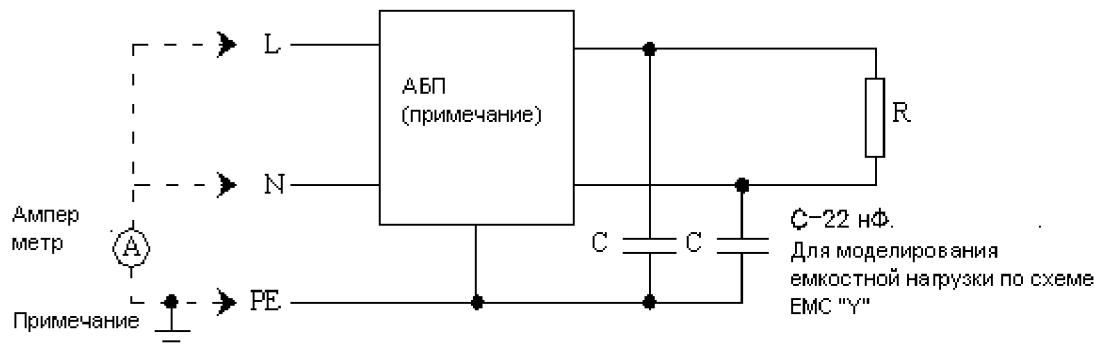 L
АБП
(примечание)
R
N
Ампер
метр
А
C
C
С-22 нФ.
Для моделирования
емкостной нагрузки по схеме
ЕМС "Y"
PE
Примечание